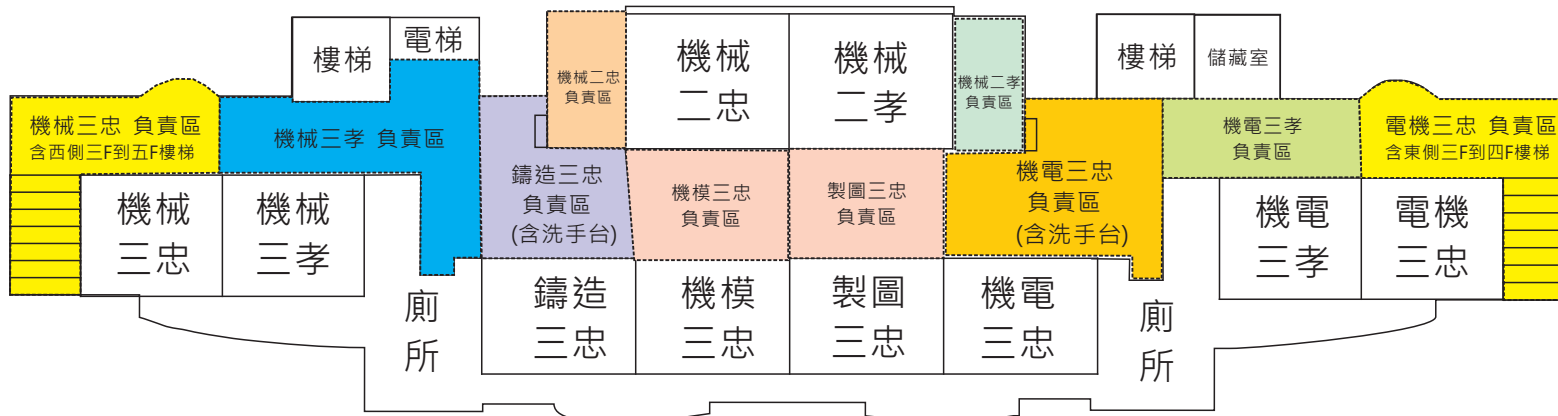 樓梯
電梯
機械二忠
負責區
機械
二忠
機械
二孝
機械二孝
負責區
樓梯
儲藏室
機械三忠 負責區
含西側三F到五F樓梯
機械三孝 負責區
鑄造三忠
負責區
(含洗手台)
機模三忠
負責區
製圖三忠
負責區
機電三忠
負責區
(含洗手台)
機電三孝
負責區
電機三忠 負責區
含東側三F到四F樓梯
機械
三忠
機械
三孝
廁
所
鑄造
三忠
機模
三忠
製圖
三忠
機電
三忠
廁
所
機電
三孝
電機
三忠